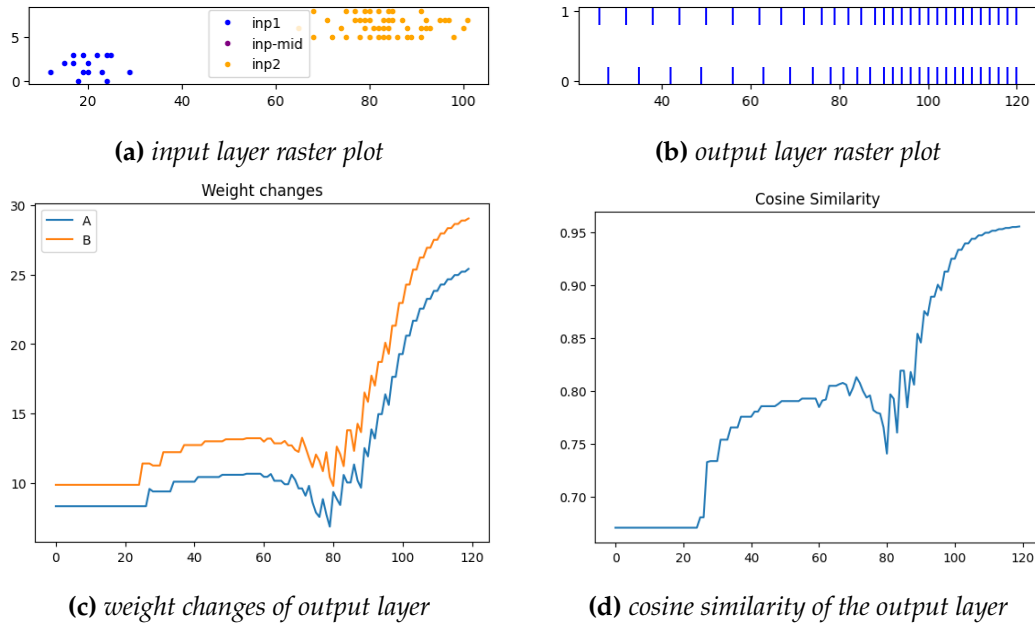 5
0
inp1
inp-mid
inp2
20 40 60 80 100
1
0
40 60 80 100 120
(a) input layer raster plot
(b) output layer raster plot
Weight changes
A
B
30
25
20
15
10
0 20 40 60 80 100 120
Cosine Similarity
0.95
0.90
0.85
0.80
0.75
0.70
0 20 40 60 80 100 120
(c) weight changes of output layer
(d) cosine similarity of the output layer